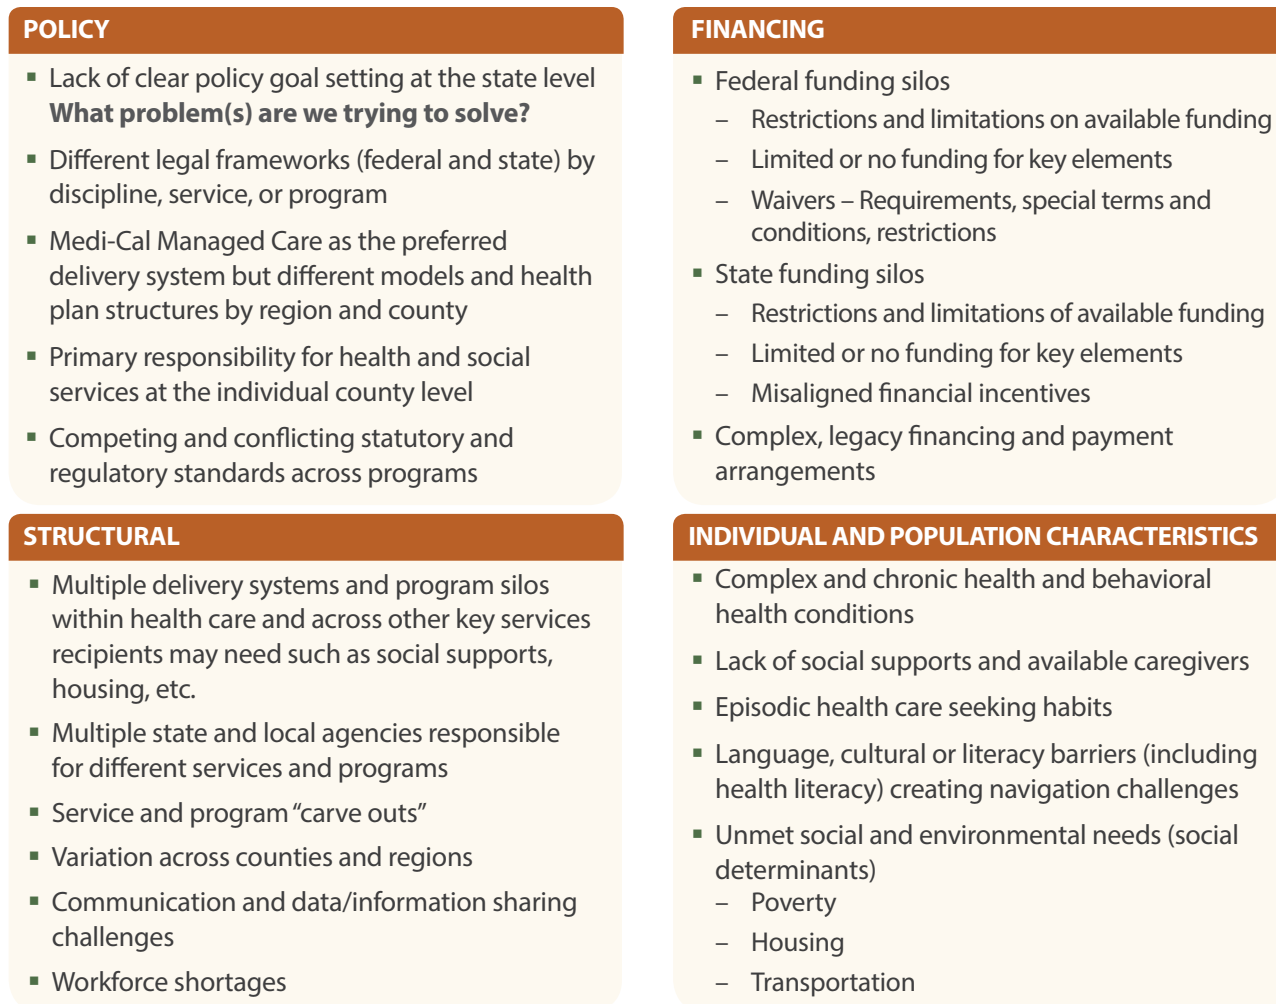 POLICY
▪ Lack of clear policy goal setting at the state level
What problem(s) are we trying to solve?
▪ Different legal frameworks (federal and state) by
discipline, service, or program
▪ Medi-Cal Managed Care as the preferred
delivery system but different models and health
plan structures by region and county
▪ Primary responsibility for health and social
services at the individual county level
▪ Competing and conflicting statutory and
regulatory standards across programs
FINANCING
▪ Federal funding silos
– Restrictions and limitations on available funding
– Limited or no funding for key elements
– Waivers – Requirements, special terms and
conditions, restrictions
▪ State funding silos
– Restrictions and limitations of available funding
– Limited or no funding for key elements
– Misaligned financial incentives
▪ Complex, legacy financing and payment
arrangements
STRUCTURAL
▪ Multiple delivery systems and program silos
within health care and across other key services
recipients may need such as social supports,
housing, etc.
▪ Multiple state and local agencies responsible
for different services and programs
▪ Service and program “carve outs”
▪ Variation across counties and regions
▪ Communication and data/information sharing
challenges
▪ Workforce shortages
INDIVIDUAL AND POPULATION CHARACTERISTICS
▪ Complex and chronic health and behavioral
health conditions
▪ Lack of social supports and available caregivers
▪ Episodic health care seeking habits
▪ Language, cultural or literacy barriers (including
health literacy) creating navigation challenges
▪ Unmet social and environmental needs (social
determinants)
– Poverty
– Housing
– Transportation